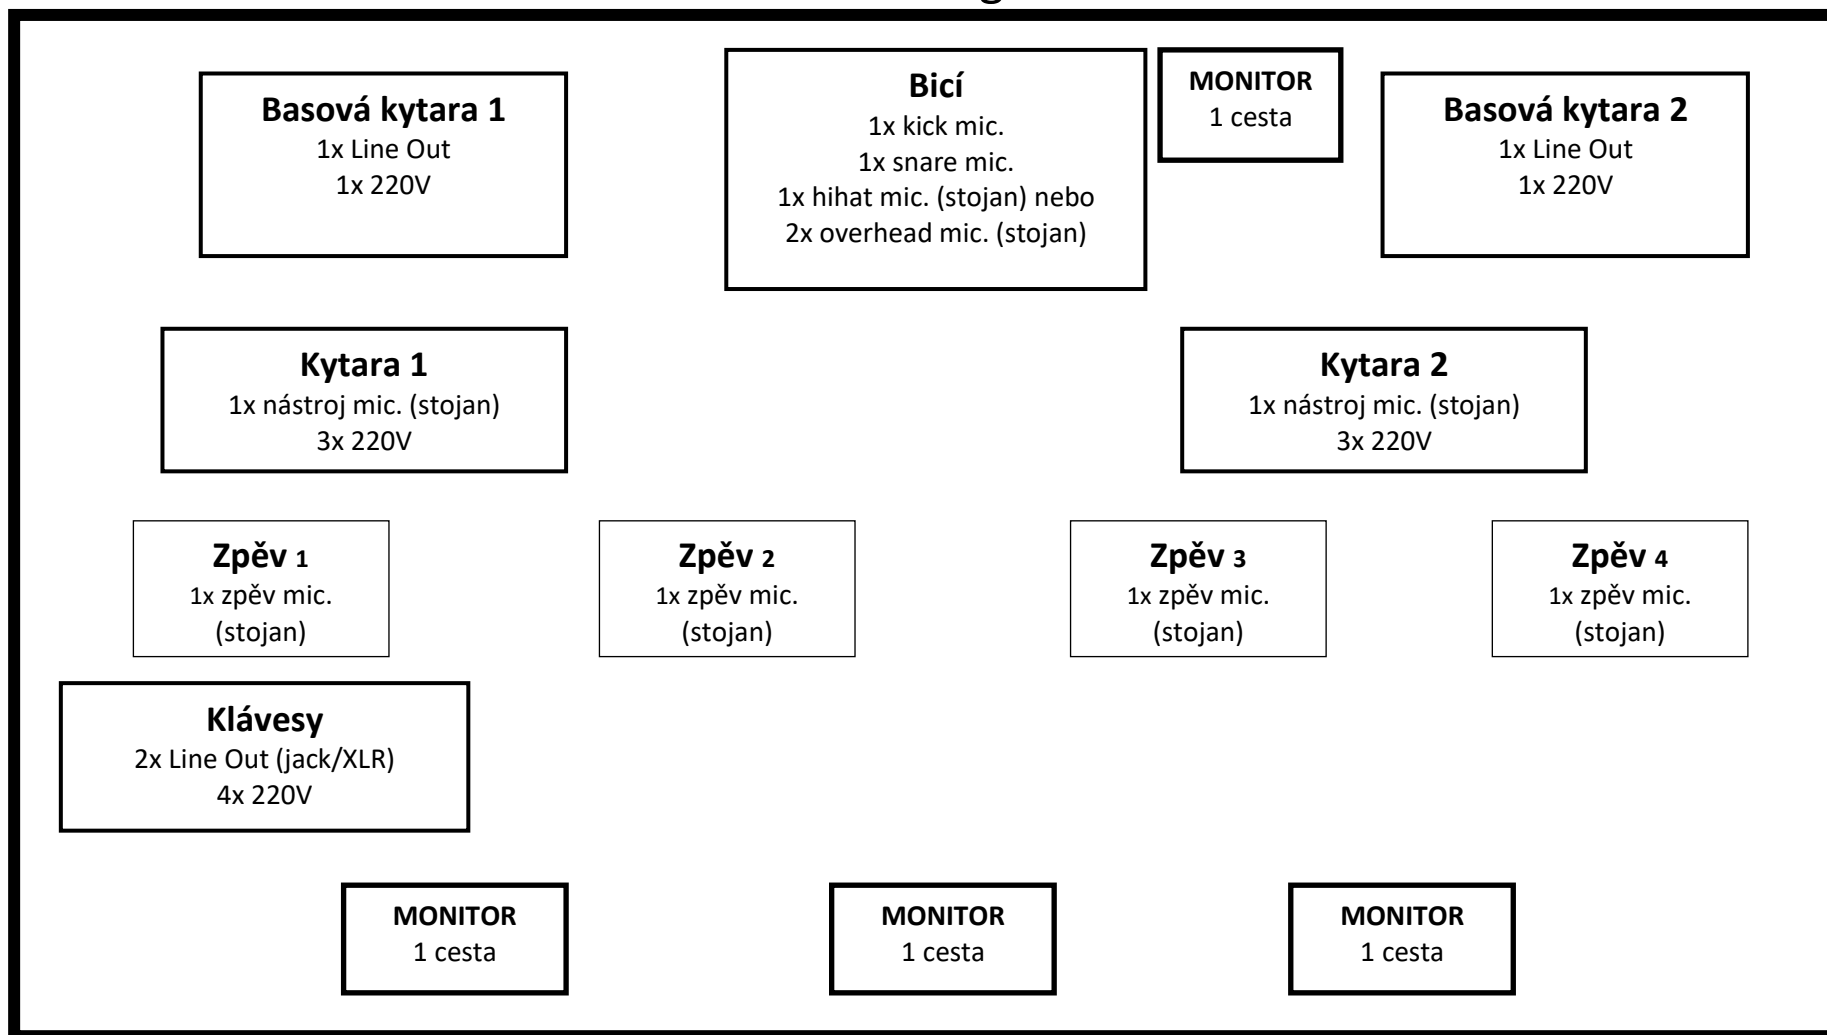 Basová kytara 1
1x Line Out
1x 220V
Bicí
1x kick mic.
1x snare mic.
1x hihat mic. (stojan) nebo
2x overhead mic. (stojan)
MONITOR
1 cesta
Basová kytara 2
1x Line Out
1x 220V
Kytara 1
1x nástroj mic. (stojan)
3x 220V
Kytara 2
1x nástroj mic. (stojan)
3x 220V
Zpěv 1
1x zpěv mic.
(stojan)
Zpěv 2
1x zpěv mic.
(stojan)
Zpěv 3
1x zpěv mic.
(stojan)
Zpěv 4
1x zpěv mic.
(stojan)
Klávesy
2x Line Out (jack/XLR)
4x 220V
MONITOR
1 cesta
MONITOR
1 cesta
MONITOR
1 cesta